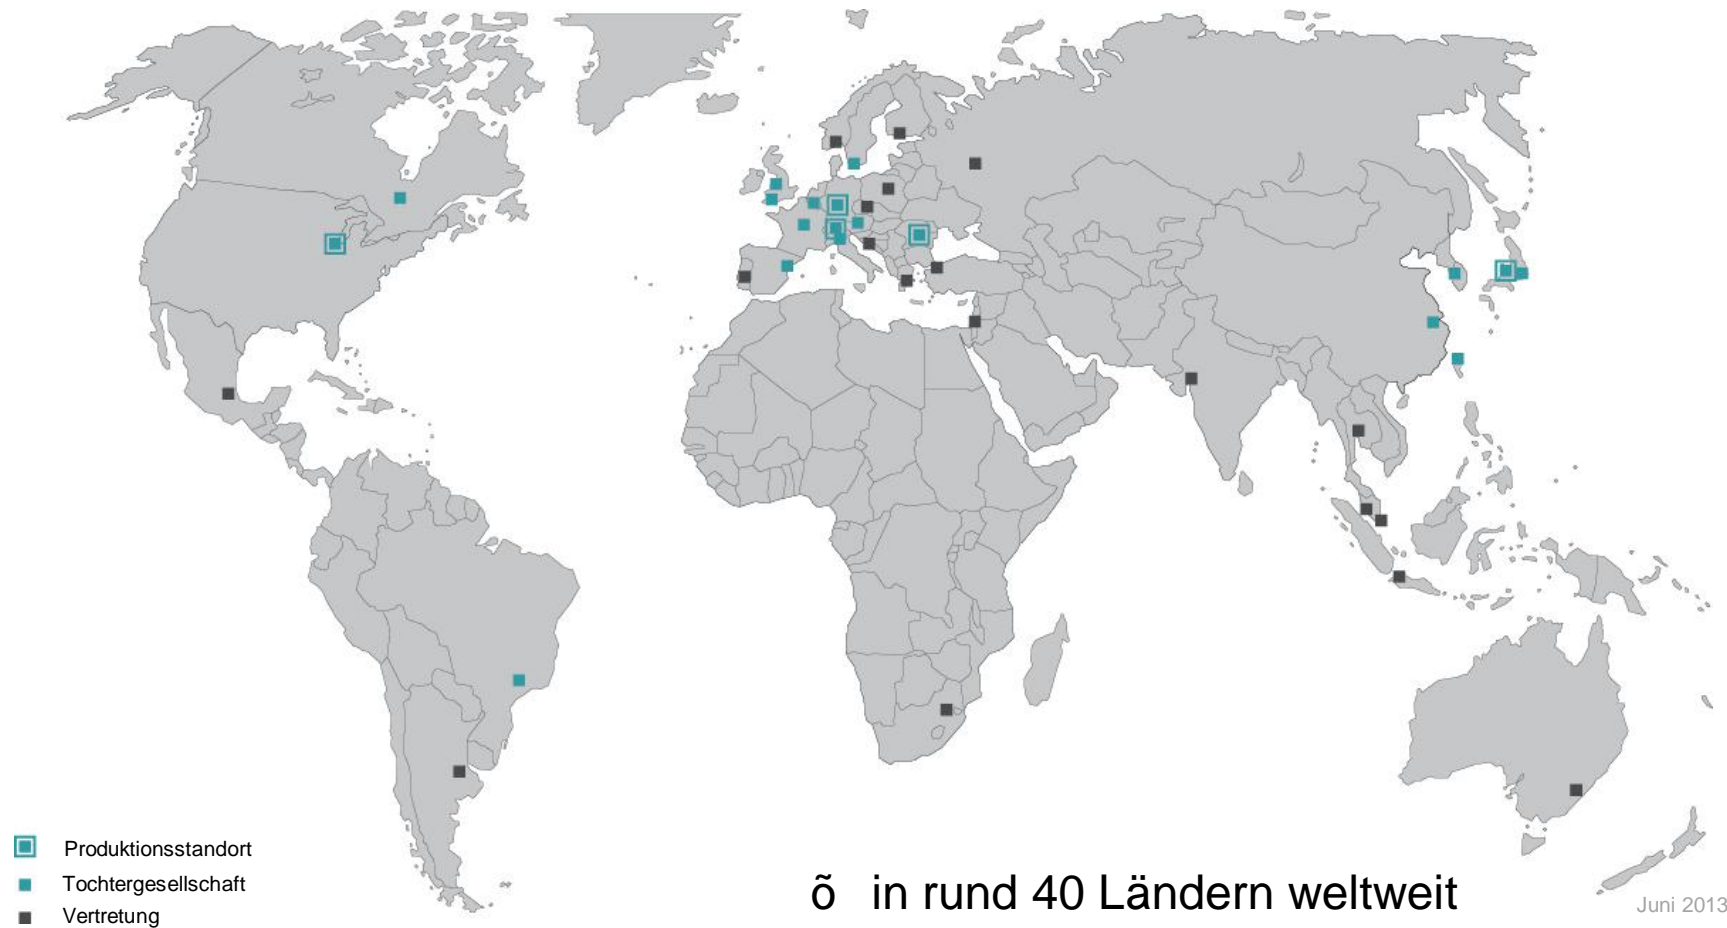 Produktionsstandort
Tochtergesellschaft
Vertretung
õ in rund 40 Ländern weltweit
Juni 2013